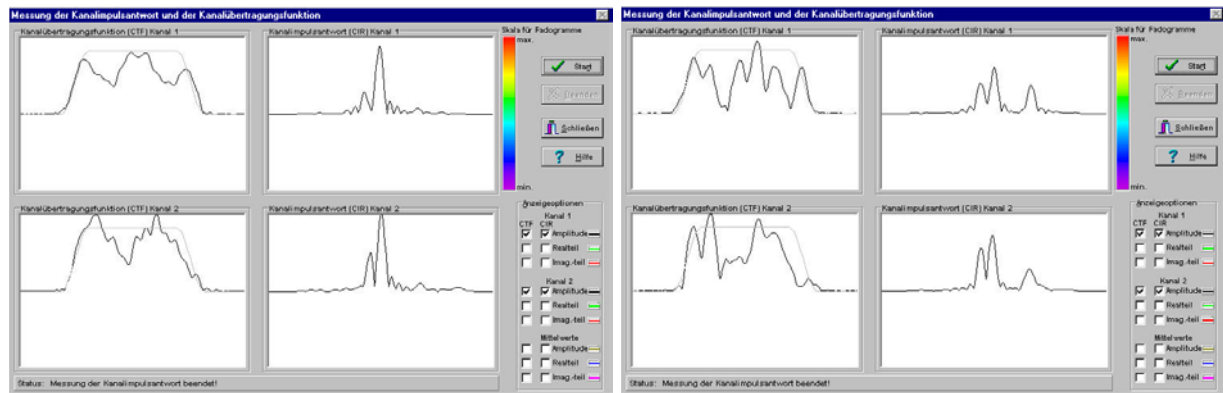 Messung der Kanalimpulsantwort und der Kanalübertragungsfunktion
Kanalübertragungsfunktion (CTF) Kanal 1
Kanalimpulsantwort (CIR) Kanal 1
Skala für Fadogramme
max.
Start
Beenden
Schließen
Hilfe
min.
Kanalübertragungsfunktion (CTF) Kanal 2
Kanalimpulsantwort (CIR) Kanal 2
Anzeigeoptionen
Kanal 1
CTF CIR
Amplitude
Realteil
Imag.-teil
Kanal 2
Amplitude
Realteil
Imag.-teil
Mittelwerte
Amplitude
Realteil
Imag.-teil
Status: Messung der Kanalimpulsantwort beendet!
Messung der Kanalimpulsantwort und der Kanalübertragungsfunktion
Kanalübertragungsfunktion (CTF) Kanal 1
Kanalimpulsantwort (CIR) Kanal 1
Skala für Fadogramme
max.
Start
Beenden
Schließen
Hilfe
min.
Kanalübertragungsfunktion (CTF) Kanal 2
Kanalimpulsantwort (CIR) Kanal 2
Anzeigeoptionen
Kanal 1
CTF CIR
Amplitude
Realteil
Imag.-teil
Kanal 2
Amplitude
Realteil
Imag.-teil
Mittelwerte
Amplitude
Realteil
Imag.-teil
Status: Messung der Kanalimpulsantwort beendet!